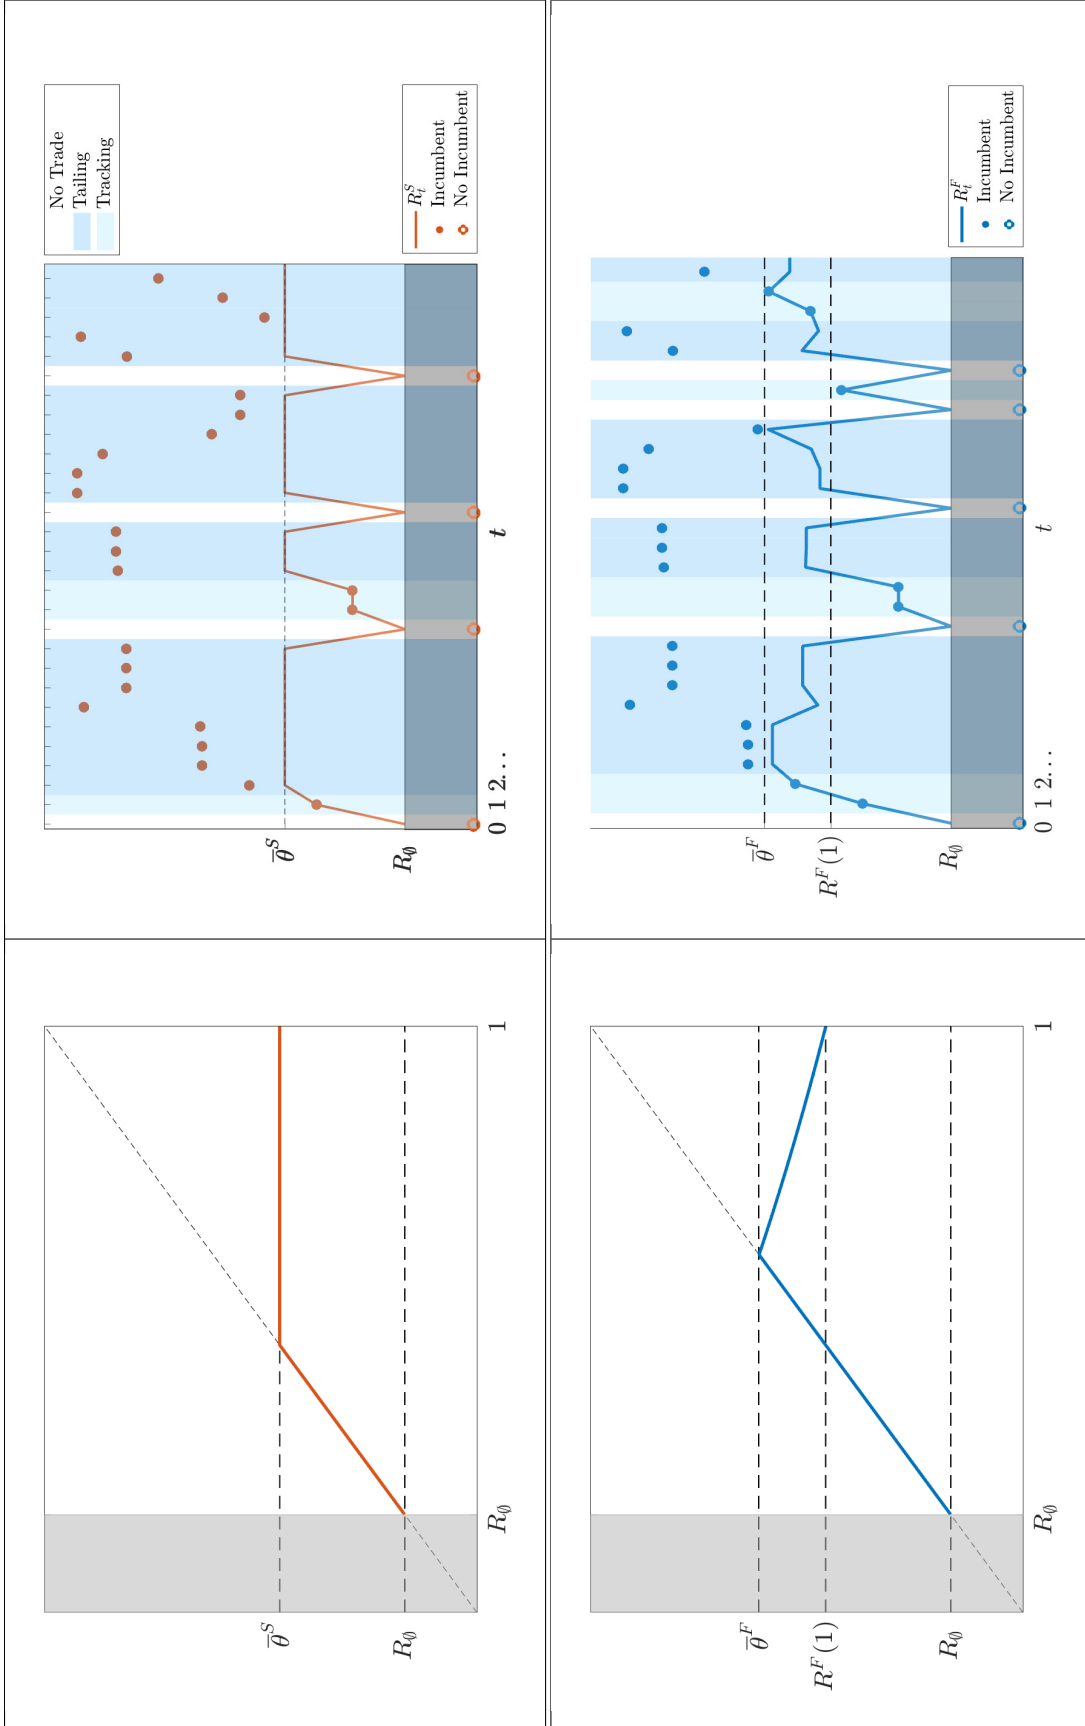 θ̅^S
R_∅
R_∅ 1
θ̅^S
R_∅
0 1 2... t
No Trade
Tailing
Tracking
R_t^S
Incumbent
No Incumbent
θ̅^F
R^F(1)
R_∅
R_∅ 1
θ̅^F
R^F(1)
R_∅
0 1 2... t
R_t^F
Incumbent
No Incumbent